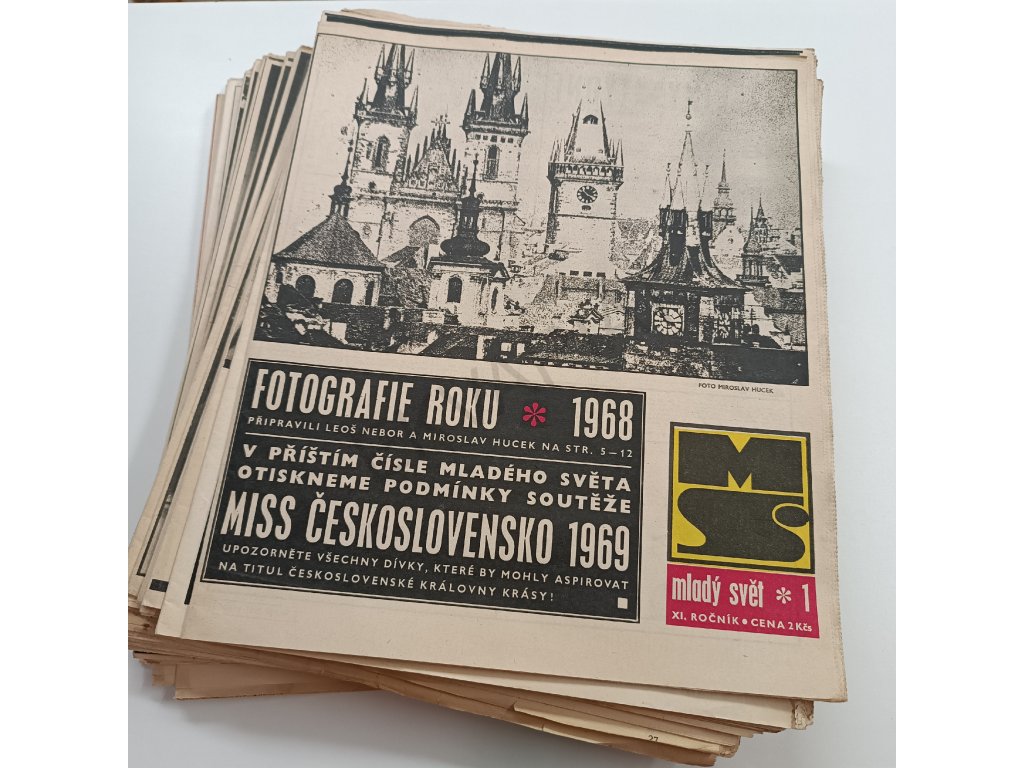 FOTO MIROSLAV HUCEK
FOTOGRAFIE ROKU * 1968
PŘIPRAVILI LEOŠ NEBOR A MIROSLAV HUCEK NA STR. 5–12
V PŘÍŠTÍM ČÍSLE MLADÉHO SVĚTA
OTISKNEME PODMÍNKY SOUTĚŽE
MISS ČESKOSLOVENSKO 1969
UPOZORNĚTE VŠECHNY DÍVKY, KTERÉ BY MOHLY ASPIROVAT
NA TITUL ČESKOSLOVENSKÉ KRÁLOVNY KRÁSY!
MS
mladý svět * 1
XI. ROČNÍK • CENA 2 Kčs
27